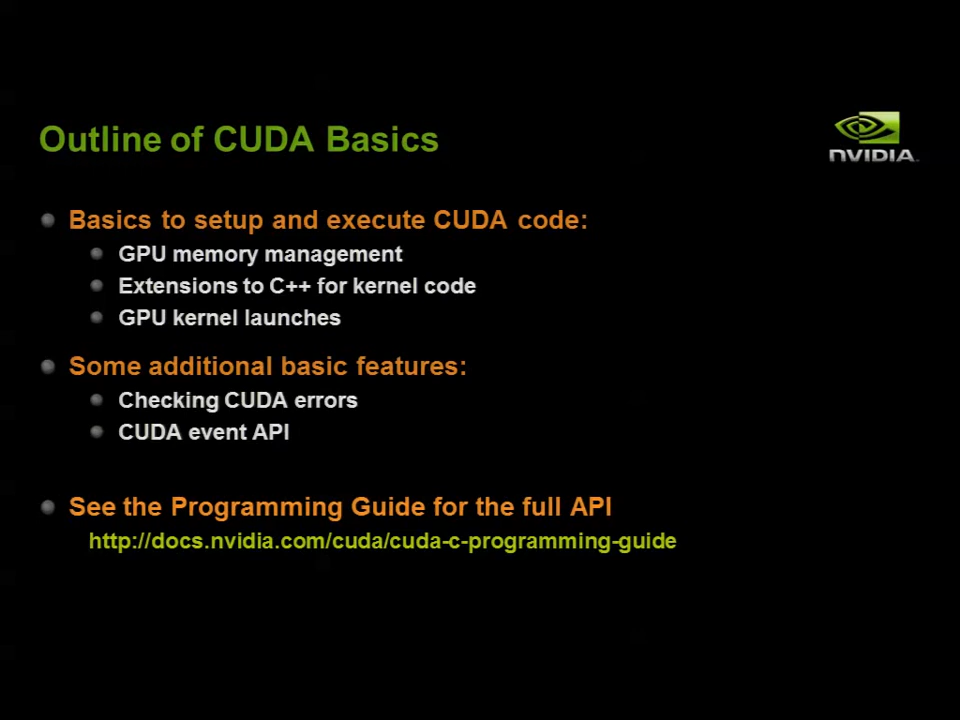 Outline of CUDA Basics
NVIDIA
Basics to setup and execute CUDA code:
GPU memory management
Extensions to C++ for kernel code
GPU kernel launches
Some additional basic features:
Checking CUDA errors
CUDA event API
See the Programming Guide for the full API
http://docs.nvidia.com/cuda/cuda-c-programming-guide